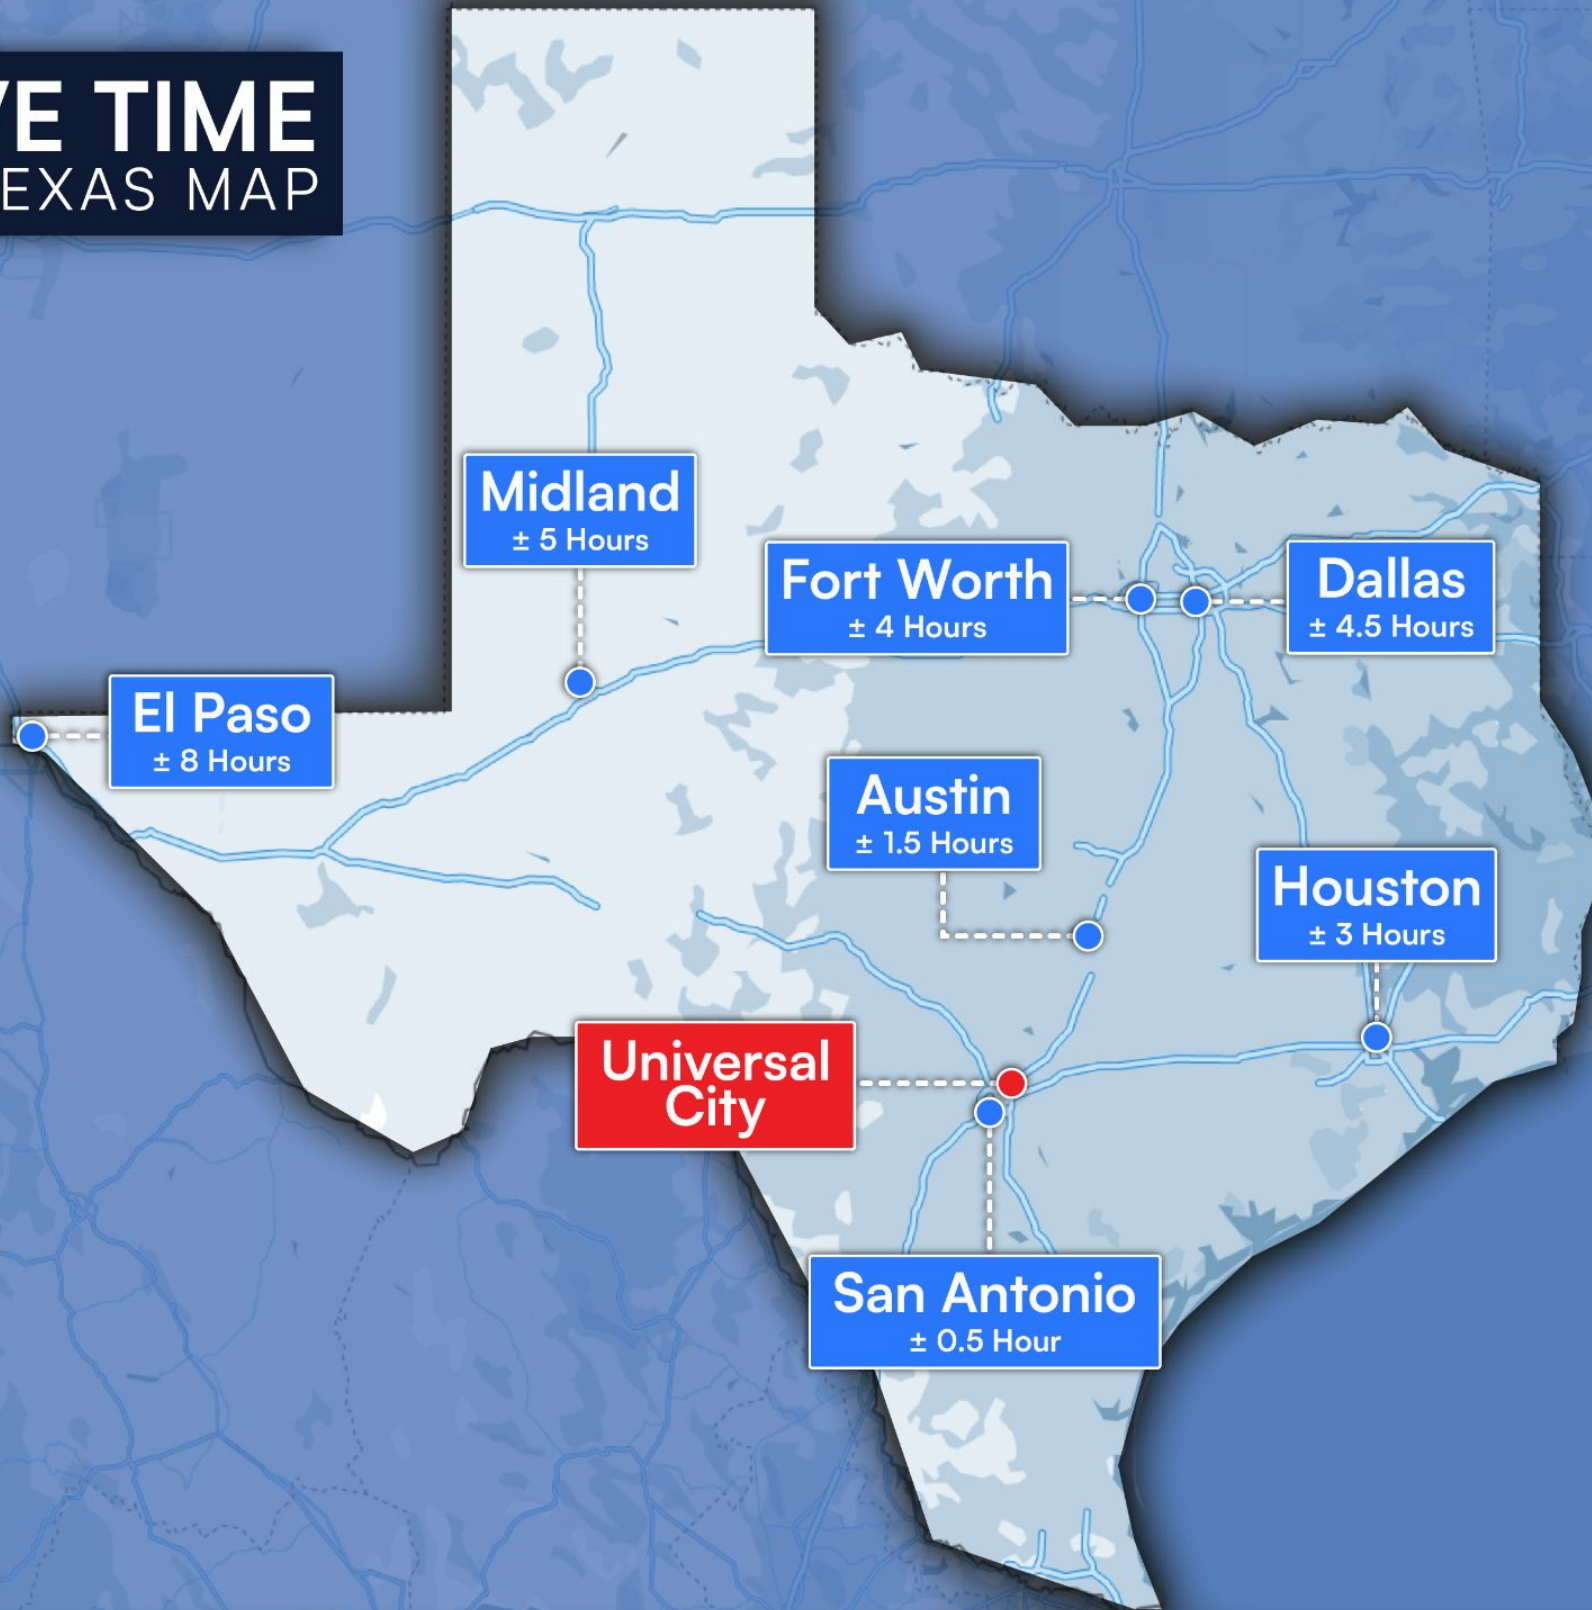 VE TIME
EXAS MAP
Midland
± 5 Hours
Fort Worth
± 4 Hours
Dallas
± 4.5 Hours
El Paso
± 8 Hours
Austin
± 1.5 Hours
Houston
± 3 Hours
Universal
City
San Antonio
± 0.5 Hour